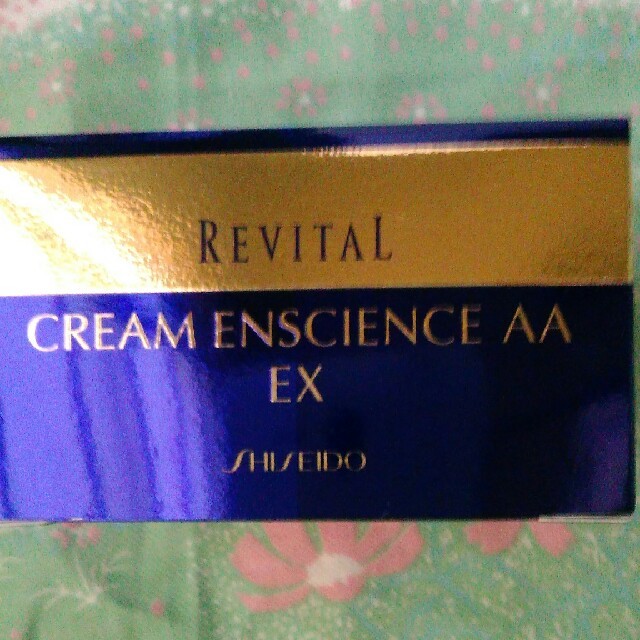 REVITAL
CREAM ENSCIENCE AA
EX
SHISEIDO